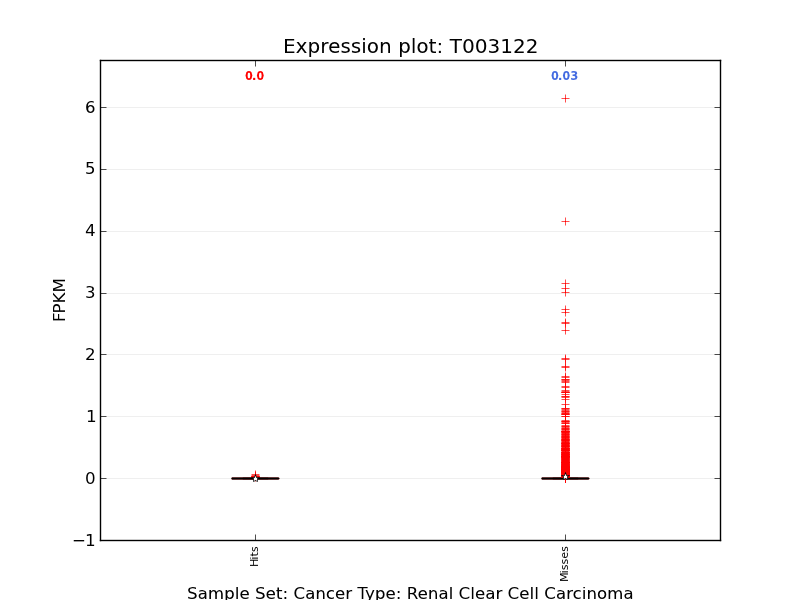 Expression plot: T003122
0.0
0.03
6
5
4
3
2
1
0
−1
FPKM
Hits
Misses
Sample Set: Cancer Type: Renal Clear Cell Carcinoma